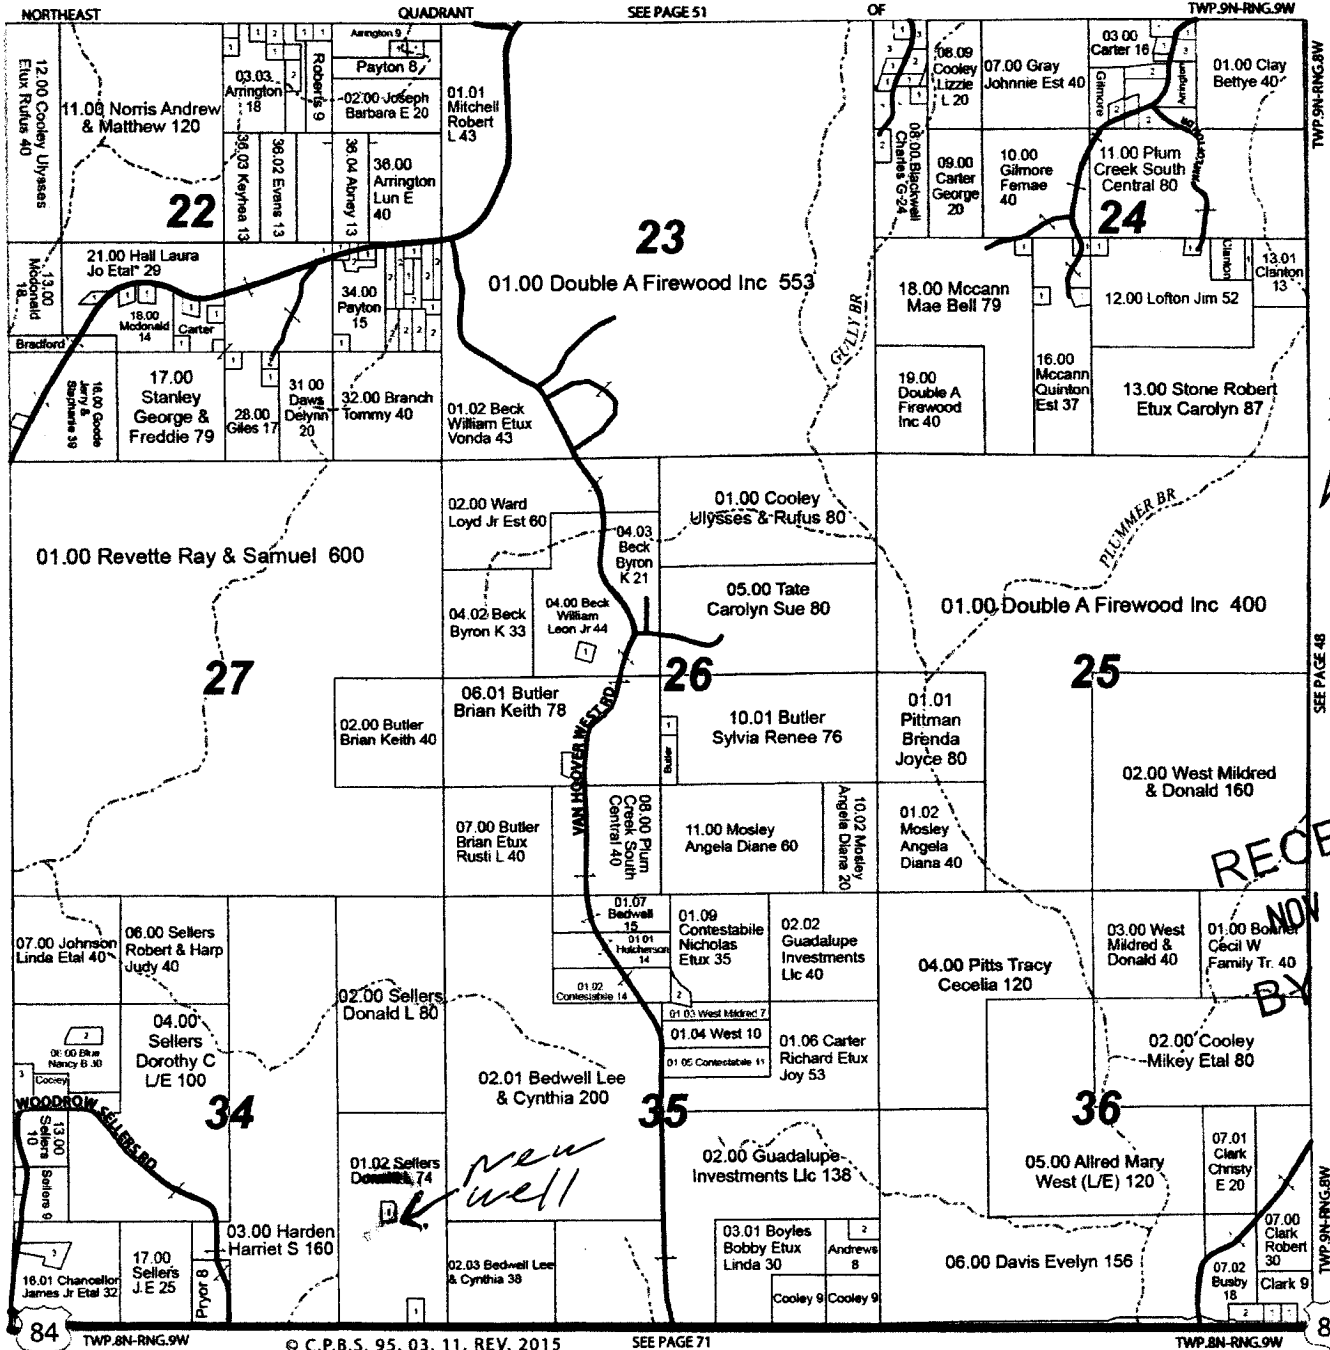 NORTHEAST
QUADRANT
SEE PAGE 51
OF
TWP.9N-RNG.9W
TWP.9N-RNG.8W
12.00 Cooley Ulysses
Etux Rufus 40
11.00 Norris Andrew
& Matthew 120
03.03
Arrington
18
Roberts 9
Arrington 9
Payton 8
02.00 Joseph
Barbara E 20
01.01
Mitchell
Robert
L 43
36.03 Keyhea 13
36.02 Evans 13
36.04 Abney 13
36.00
Arrington
Lun E
40
22
23
01.00 Double A Firewood Inc 553
08.09
Cooley
Lizzie
L 20
07.00 Gray
Johnnie Est 40
03 00
Carter 16
Gilmore
Arrington
01.00 Clay
Bettye 40
08.00 Blackwell
Charles G 24
09.00
Carter
George
20
10.00
Gilmore
Fernae
40
11.00 Plum
Creek South
Central 80
24
13.00
Mcdonald
18
21.00 Hall Laura
Jo Etal 29
18.00
Mcdonald
14
Carter
34.00
Payton
15
Bradford
18.00 Mccann
Mae Bell 79
Clanton
13.01
Clanton
13
12.00 Lofton Jim 52
GULLY BR
16.00 Goode
Jerry &
Stephanie 39
17.00
Stanley
George &
Freddie 79
28.00
Giles 17
31 00
Daws
Delynn
20
32.00 Branch
Tommy 40
01.02 Beck
William Etux
Vonda 43
19.00
Double A
Firewood
Inc 40
16.00
Mccann
Quinton
Est 37
13.00 Stone Robert
Etux Carolyn 87
02.00 Ward
Loyd Jr Est 60
04.03
Beck
Byron
K 21
01.00 Cooley
Ulysses & Rufus 80
PLUMMER BR
01.00 Revette Ray & Samuel 600
04.02 Beck
Byron K 33
04.00 Beck
William
Leon Jr 44
05.00 Tate
Carolyn Sue 80
01.00 Double A Firewood Inc 400
27
26
25
SEE PAGE 48
02.00 Butler
Brian Keith 40
06.01 Butler
Brian Keith 78
VAN HOOVER WEST RD
Butler
10.01 Butler
Sylvia Renee 76
01.01
Pittman
Brenda
Joyce 80
02.00 West Mildred
& Donald 160
07.00 Butler
Brian Etux
Rusti L 40
08.00 Plum
Creek South
Central 40
11.00 Mosley
Angela Diane 60
10.02 Mosley
Angela Diana 20
01.02
Mosley
Angela
Diana 40
RECE
NOV
BY
07.00 Johnson
Linda Etal 40
06.00 Sellers
Robert & Harp
Judy 40
01.07
Bedwell
15
01.01
Hutcherson
14
01.02
Contestabile 14
01.09
Contestabile
Nicholas
Etux 35
02.02
Guadalupe
Investments
Llc 40
04.00 Pitts Tracy
Cecelia 120
03.00 West
Mildred &
Donald 40
01.00 Bonner
Cecil W
Family Tr. 40
02.00 Sellers
Donald L 80
04.00
Sellers
Dorothy C
L/E 100
Nancy B 30
Cooley
01 03 West Mildred 7
01.04 West 10
01 05 Contestabile 11
01.06 Carter
Richard Etux
Joy 53
02.00 Cooley
Mikey Etal 80
02.01 Bedwell Lee
& Cynthia 200
WOODROW SELLERS RD
34
35
36
13.00
Sellers
10
Sellers 9
01.02 Sellers
Donald L 74
New
well
02.00 Guadalupe
Investments Llc 138
05.00 Allred Mary
West (L/E) 120
07.01
Clark
Christy
E 20
16.01 Chancellor
James Jr Etal 32
17.00
Sellers
J.E 25
Pryor 8
03.00 Harden
Harriet S 160
02.03 Bedwell Lee
& Cynthia 38
03.01 Boyles
Bobby Etux
Linda 30
Andrews
8
Cooley 9
Cooley 9
06.00 Davis Evelyn 156
07.02
Busby
18
07.00
Clark
Robert
30
Clark 9
TWP.9N-RNG.8W
84
TWP.8N-RNG.9W
© C.P.B.S. 95, 03, 11, REV. 2015
SEE PAGE 71
TWP.8N-RNG.9W
8